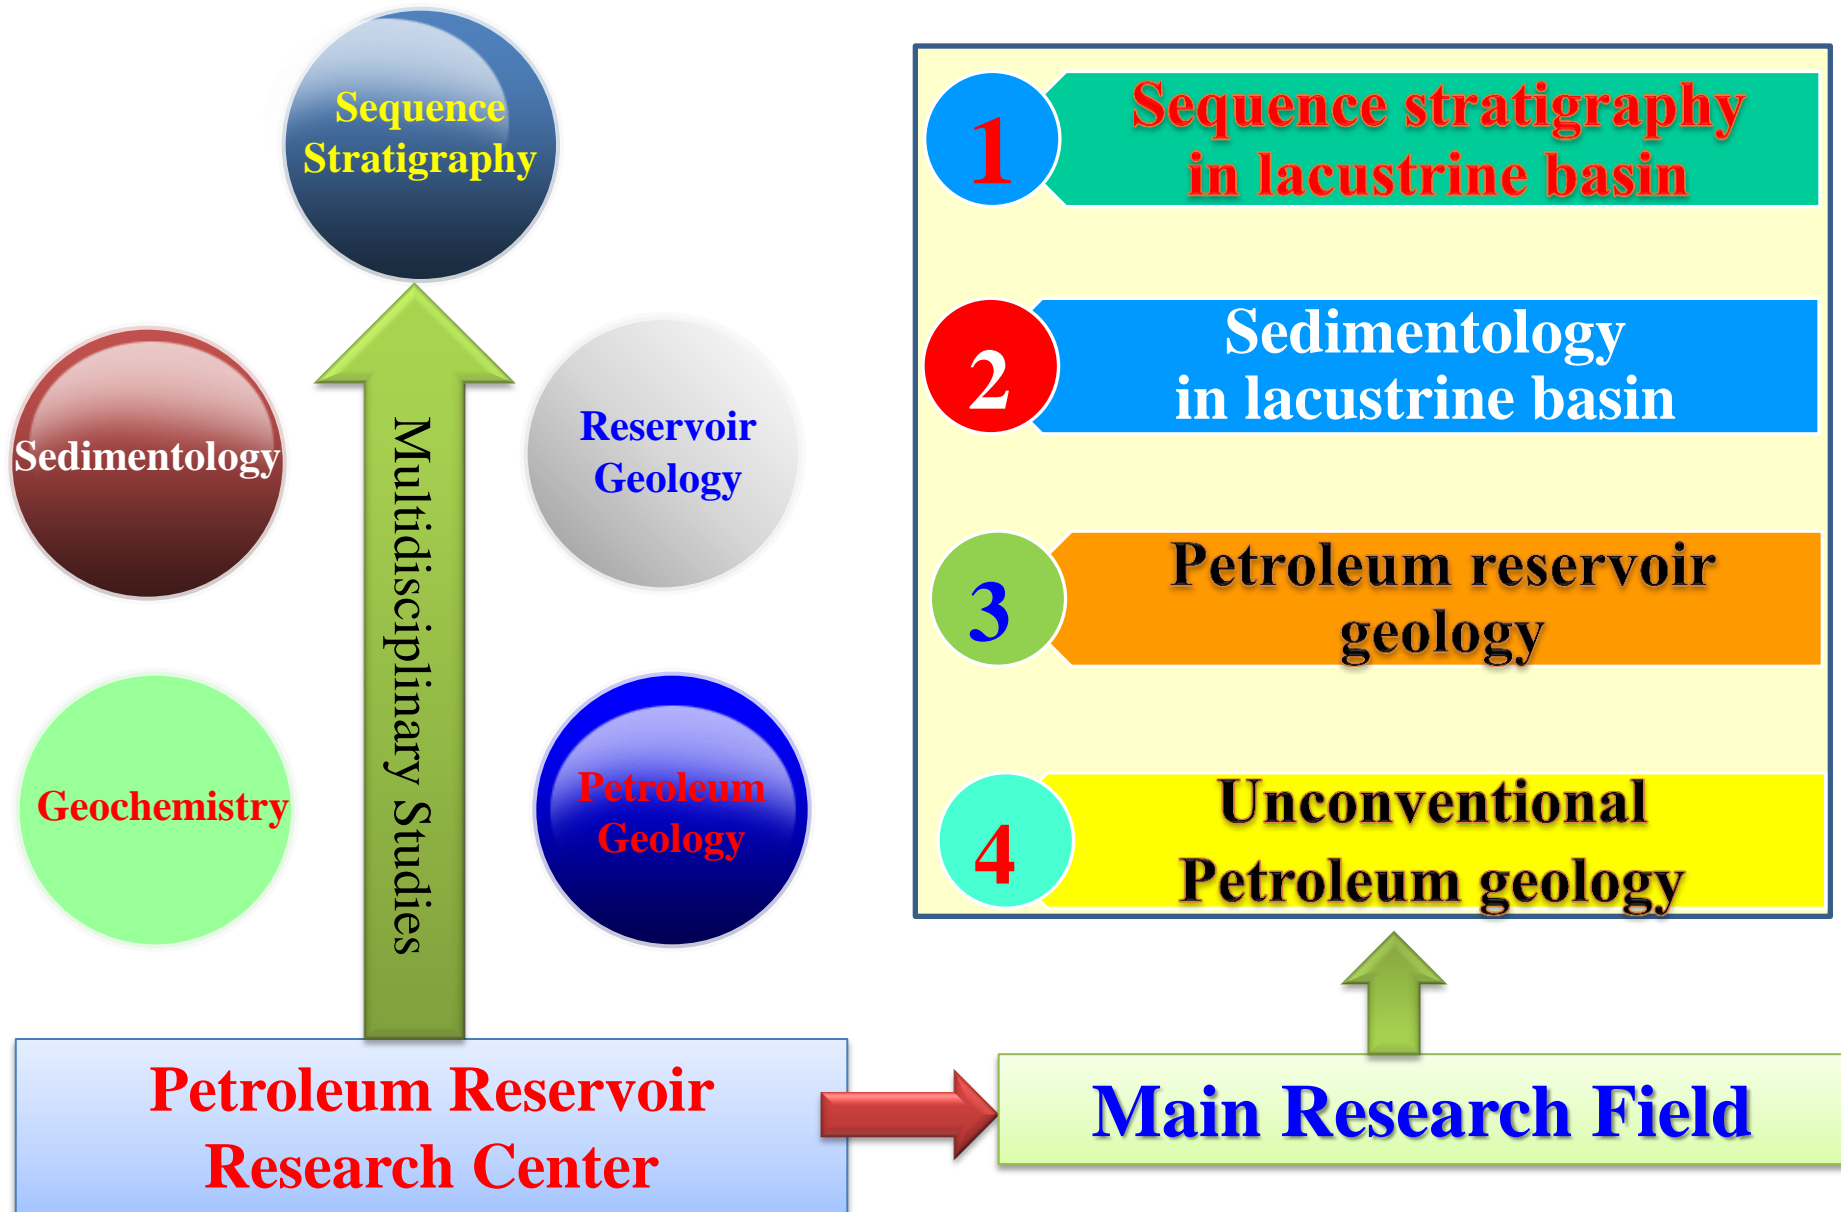 Sequence
Stratigraphy
Sedimentology
Reservoir
Geology
Geochemistry
Petroleum
Geology
Multidisciplinary Studies
Petroleum Reservoir
Research Center
1
Sequence stratigraphy
in lacustrine basin
2
Sedimentology
in lacustrine basin
3
Petroleum reservoir
geology
4
Unconventional
Petroleum geology
Main Research Field